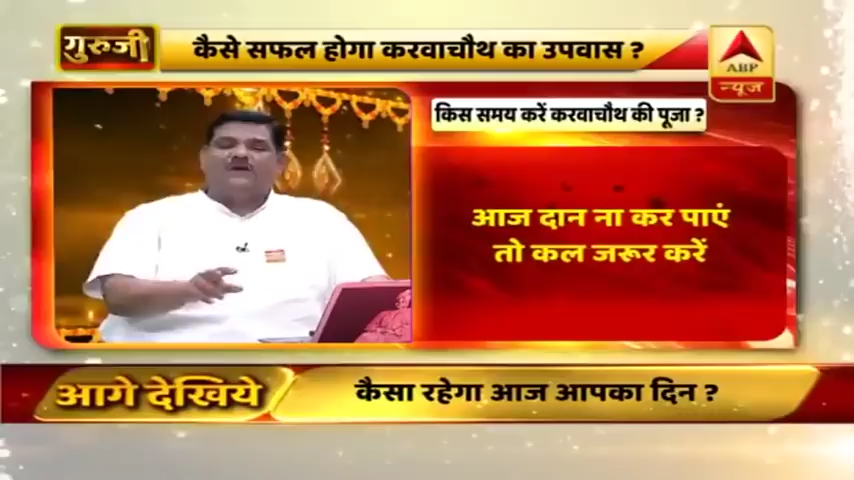 गुरुजी
कैसे सफल होगा करवाचौथ का उपवास ?
ABP
न्यूज़
किस समय करें करवाचौथ की पूजा ?
आज दान ना कर पाएं
तो कल जरूर करें
आगे देखिये
कैसा रहेगा आज आपका दिन ?